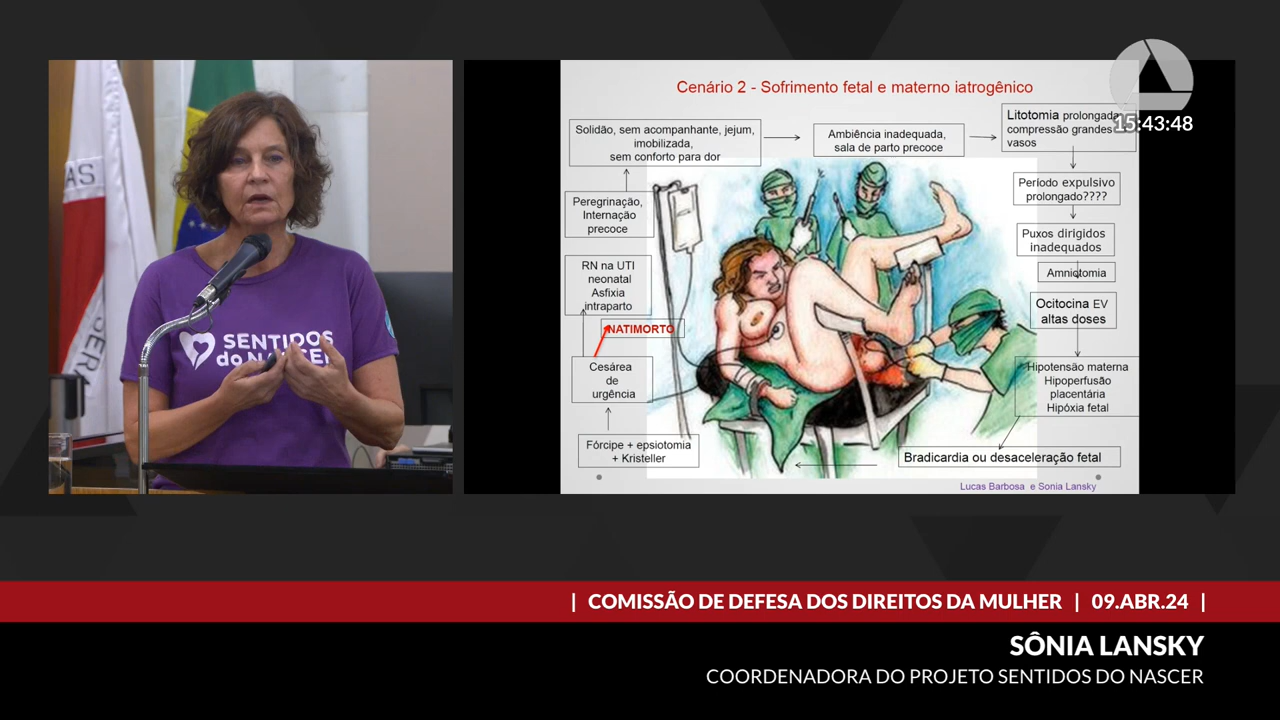 AS
SENTIDOS
do NASCER
Cenário 2 - Sofrimento fetal e materno iatrogênico
Solidão, sem acompanhante, jejum,
imobilizada,
sem conforto para dor
Ambiência inadequada,
sala de parto precoce
Litotomia prolongada
compressão grandes
vasos
15:43:48
Período expulsivo
prolongado????
Puxos dirigidos
inadequados
Amniotomia
Ocitocina EV
altas doses
Hipotensão materna
Hipoperfusão
placentária
Hipóxia fetal
Bradicardia ou desaceleração fetal
Fórcipe + epsiotomia
+ Kristeller
Cesárea
de
urgência
NATIMORTO
RN na UTI
neonatal
Asfixia
intraparto
Peregrinação,
Internação
precoce
Lucas Barbosa e Sonia Lansky
| COMISSÃO DE DEFESA DOS DIREITOS DA MULHER | 09.ABR.24 |
SÔNIA LANSKY
COORDENADORA DO PROJETO SENTIDOS DO NASCER